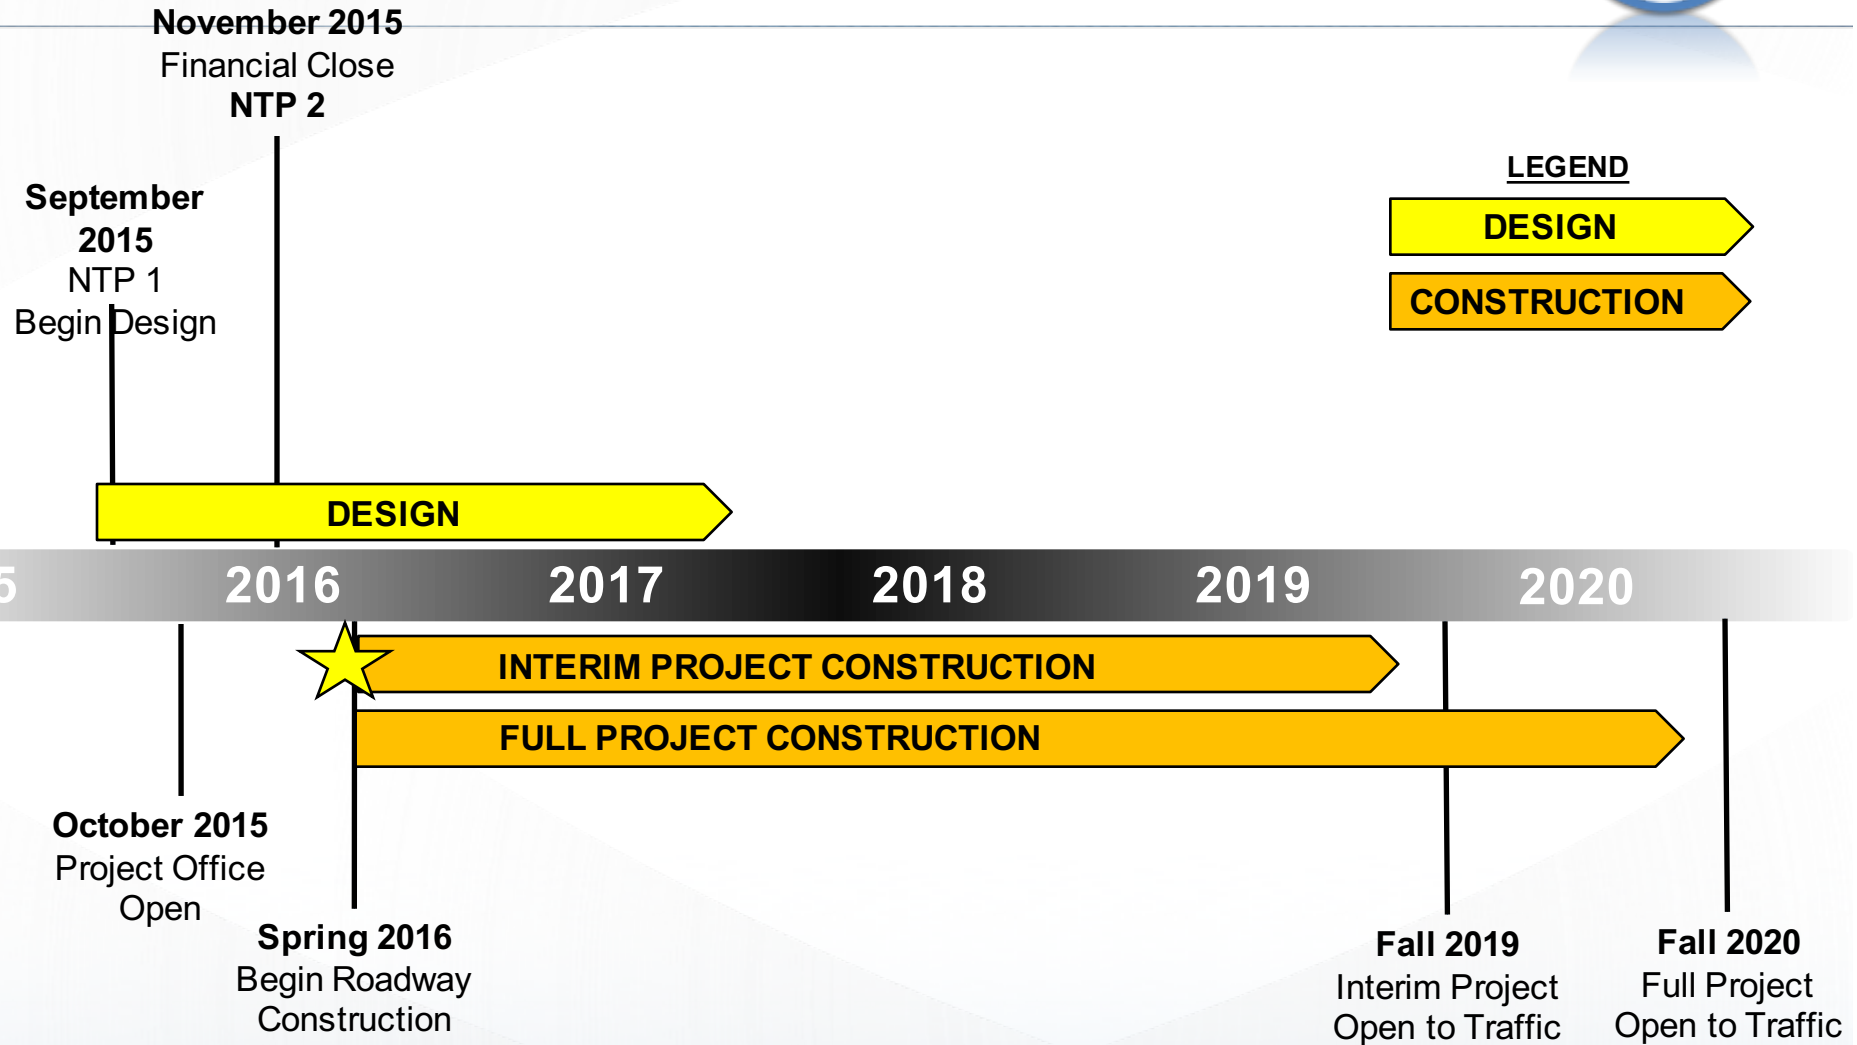 November 2015
Financial Close
NTP 2
September
2015
NTP 1
Begin Design
LEGEND
DESIGN
CONSTRUCTION
DESIGN
5
2016
2017
2018
2019
2020
INTERIM PROJECT CONSTRUCTION
FULL PROJECT CONSTRUCTION
October 2015
Project Office
Open
Spring 2016
Begin Roadway
Construction
Fall 2019
Interim Project
Open to Traffic
Fall 2020
Full Project
Open to Traffic